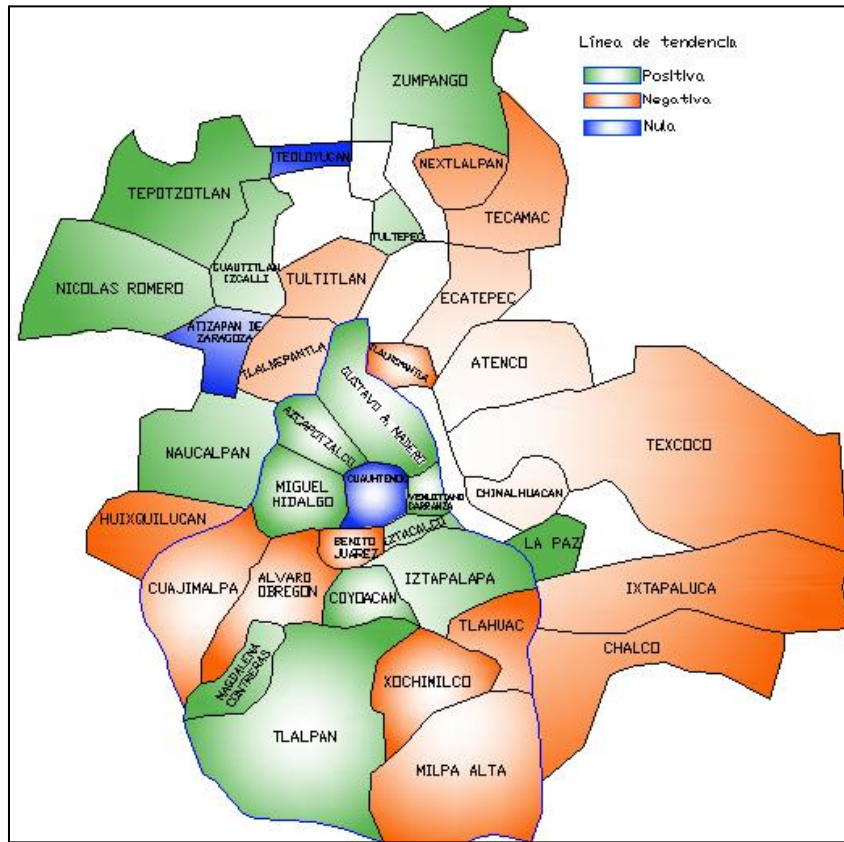 Línea de tendencia
Positiva
Negativa
Nula
ZUMPANGO
TEOLOYUCAN
NEXTLALPAN
TEPOTZOTLAN
TECAMAC
TULTEPEC
CUAUTITLAN
IZCALLI
TULTITLAN
NICOLAS ROMERO
ECATEPEC
ATIZAPAN DE
ZARAGOZA
TLALNEPANTLA
TLALNEPANTLA
ATENCO
GUSTAVO A. MADERO
AZCAPOTZALCO
TEXCOCO
NAUCALPAN
CUAUHTEMOC
MIGUEL
HIDALGO
VENUSTIANO
CARRANZA
CHINALHUACAN
HUIXQUILUCAN
IZTACALCO
BENITO
JUAREZ
LA PAZ
CUAJIMALPA
ALVARO
OBREGON
IZTAPALAPA
COYOACAN
IXTAPALUCA
TLAHUAC
CHALCO
MAGDALENA
CONTRERAS
XOCHIMILCO
TLALPAN
MILPA ALTA